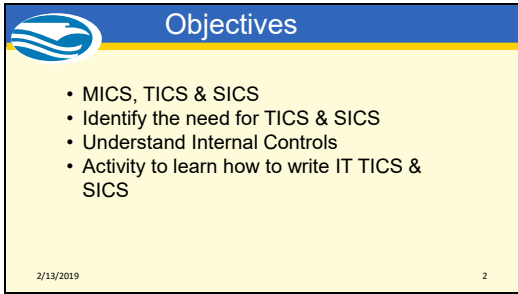 Objectives
• MICS, TICS & SICS
• Identify the need for TICS & SICS
• Understand Internal Controls
• Activity to learn how to write IT TICS &
SICS
2/13/2019
2